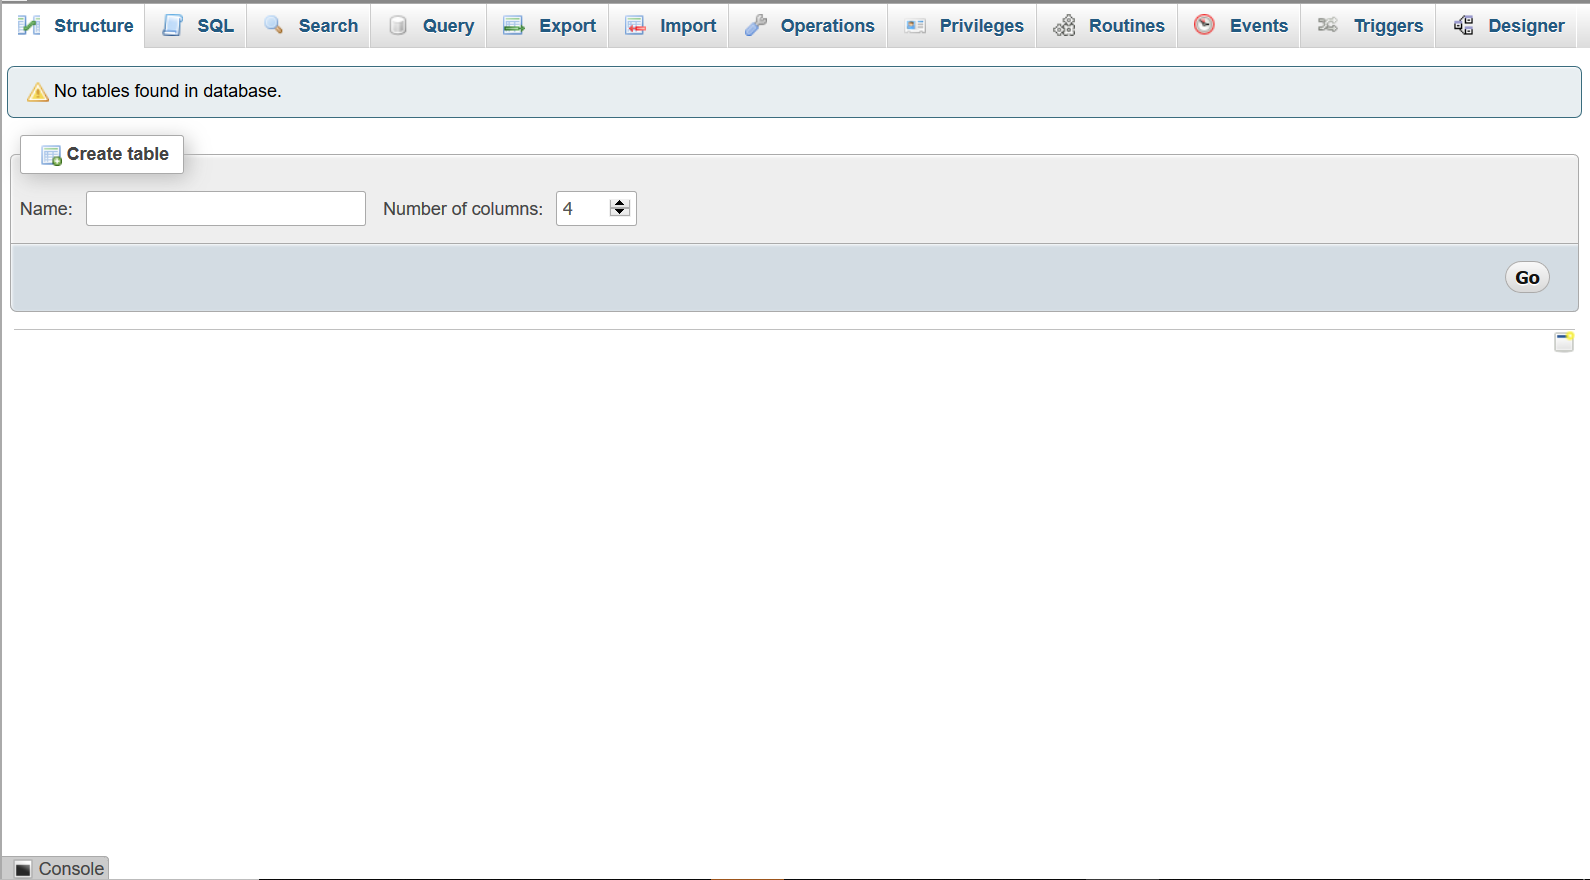 Structure SQL Search Query Export Import Operations Privileges Routines Events Triggers Designer
No tables found in database.
Create table
Name: Number of columns: 4
Go
Console